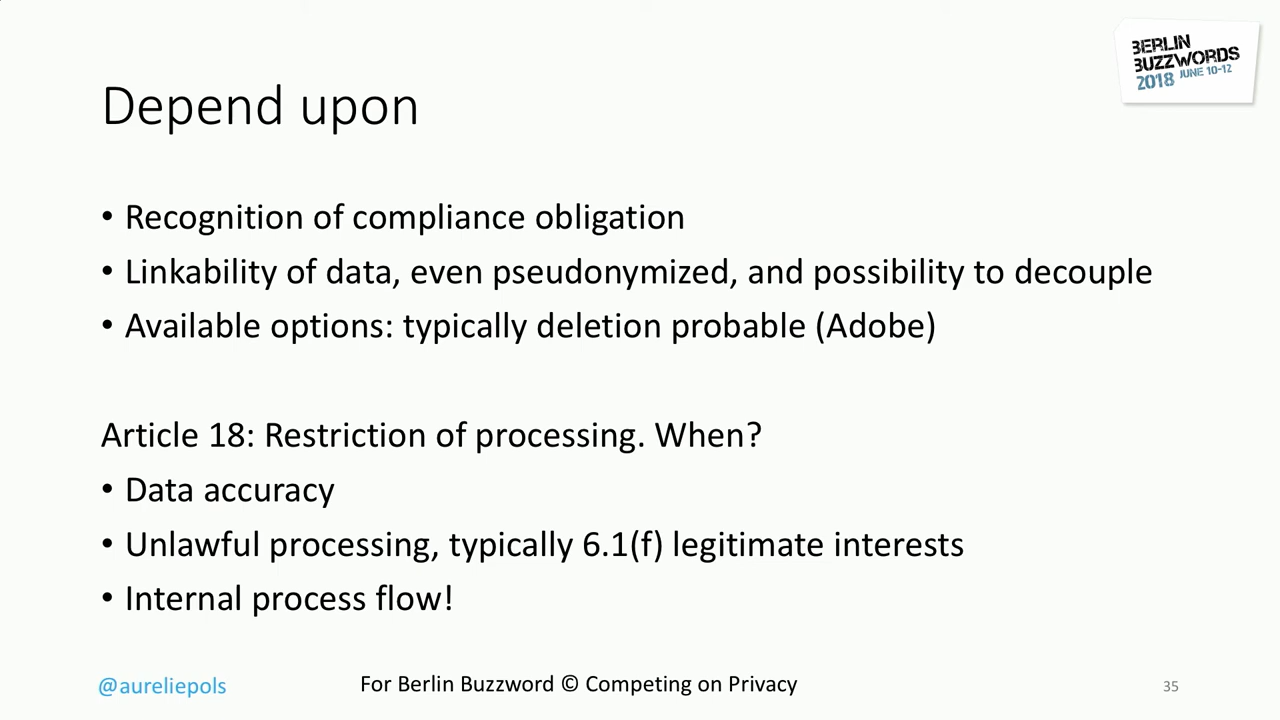 BERLIN
BUZZWORDS
2018 JUNE 10-12
Depend upon
• Recognition of compliance obligation
• Linkability of data, even pseudonymized, and possibility to decouple
• Available options: typically deletion probable (Adobe)
Article 18: Restriction of processing. When?
• Data accuracy
• Unlawful processing, typically 6.1(f) legitimate interests
• Internal process flow!
@aureliepols For Berlin Buzzword © Competing on Privacy 35